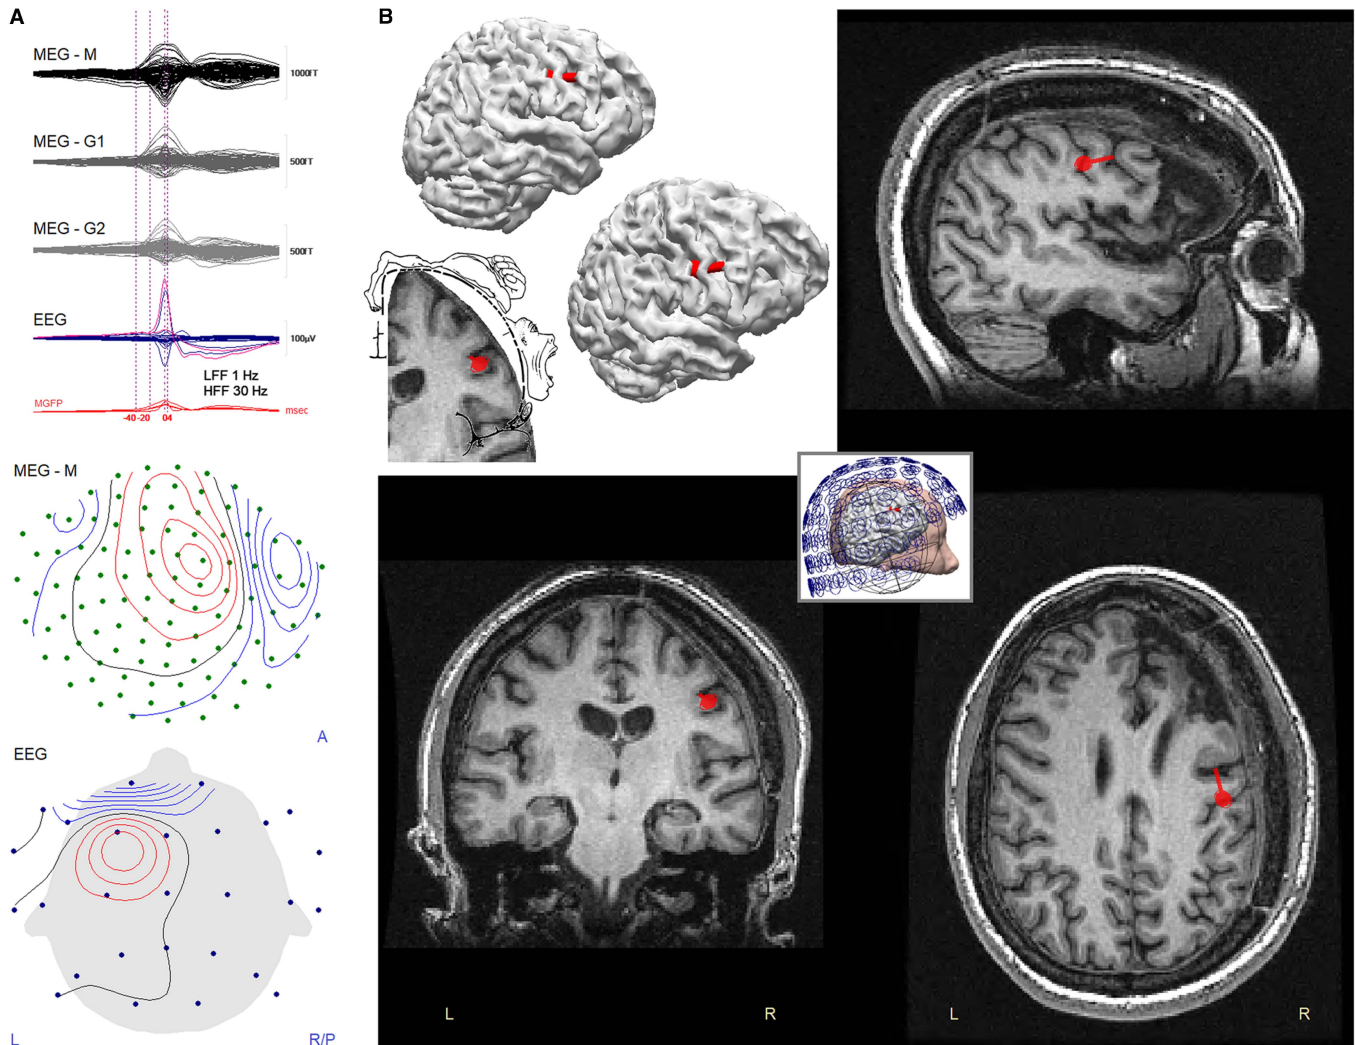 A
B
MEG - M
1000fT
MEG - G1
500fT
MEG - G2
500fT
EEG
100µV
LFF 1 Hz
HFF 30 Hz
MGFP
msec
-40 -20 04
MEG - M
A
EEG
L
R/P
L
R
L
R